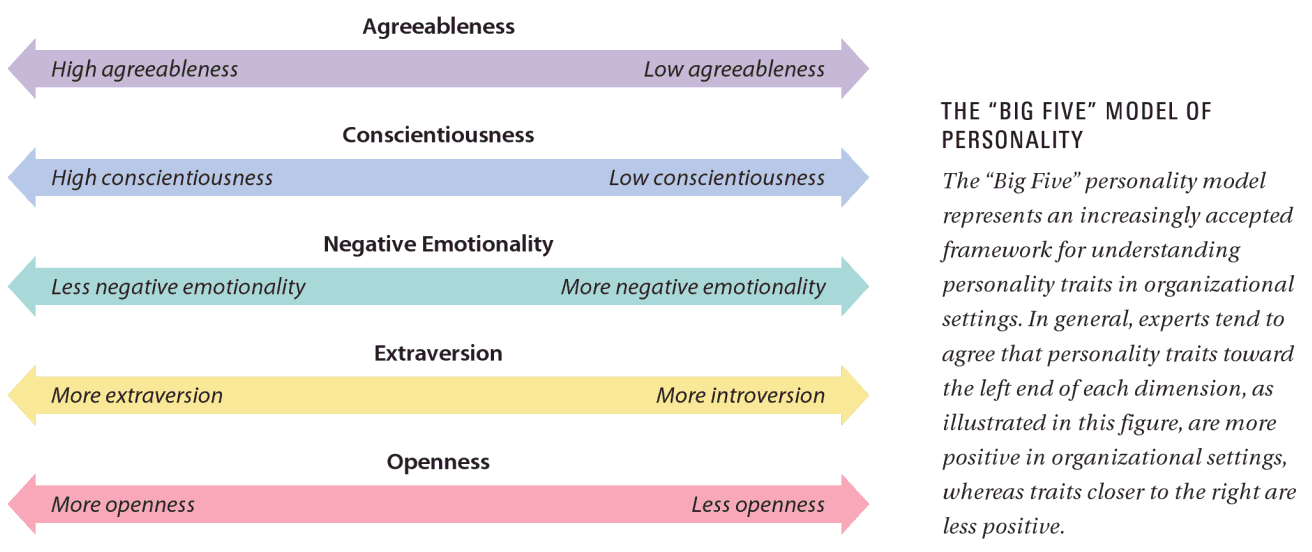 Agreeableness
High agreeableness
Low agreeableness
Conscientiousness
High conscientiousness
Low conscientiousness
Negative Emotionality
Less negative emotionality
More negative emotionality
Extraversion
More extraversion
More introversion
Openness
More openness
Less openness
THE “BIG FIVE” MODEL OF
PERSONALITY
The “Big Five” personality model
represents an increasingly accepted
framework for understanding
personality traits in organizational
settings. In general, experts tend to
agree that personality traits toward
the left end of each dimension, as
illustrated in this figure, are more
positive in organizational settings,
whereas traits closer to the right are
less positive.